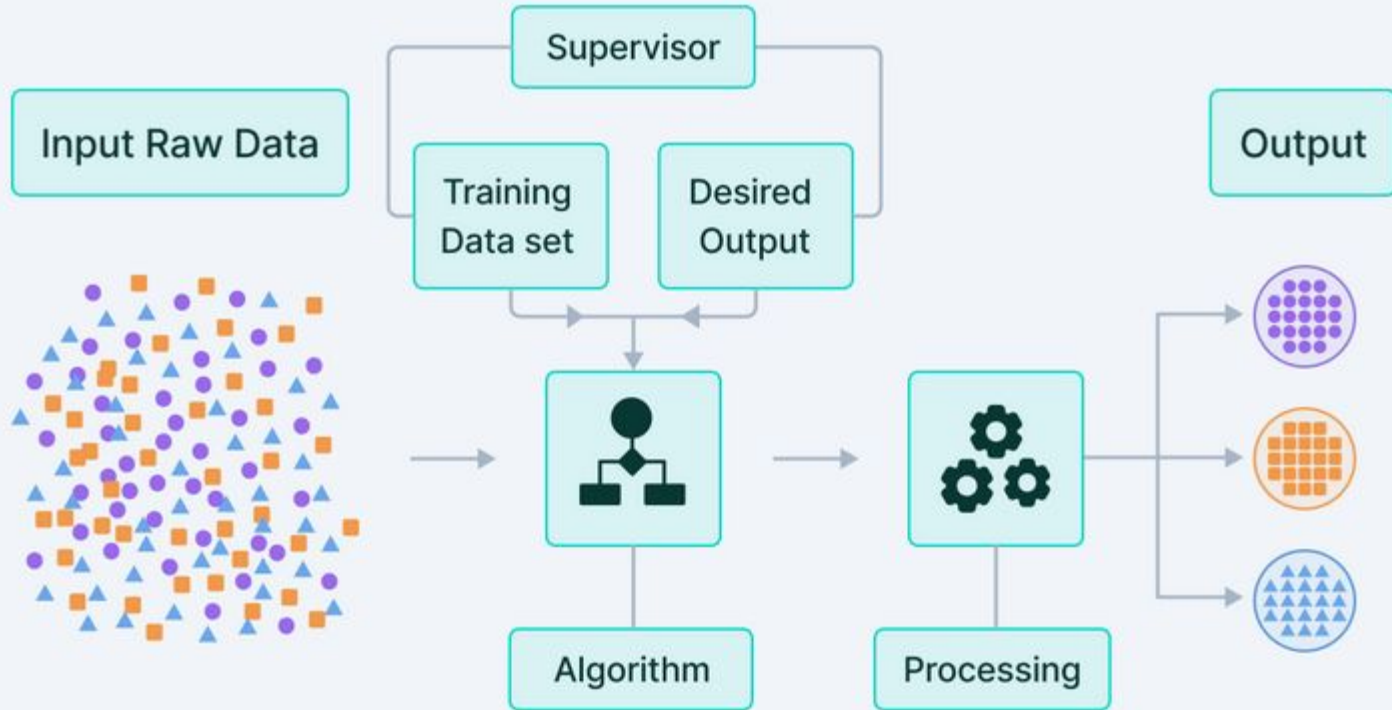 Supervisor
Input Raw Data
Output
Training
Data set
Desired
Output
Algorithm
Processing